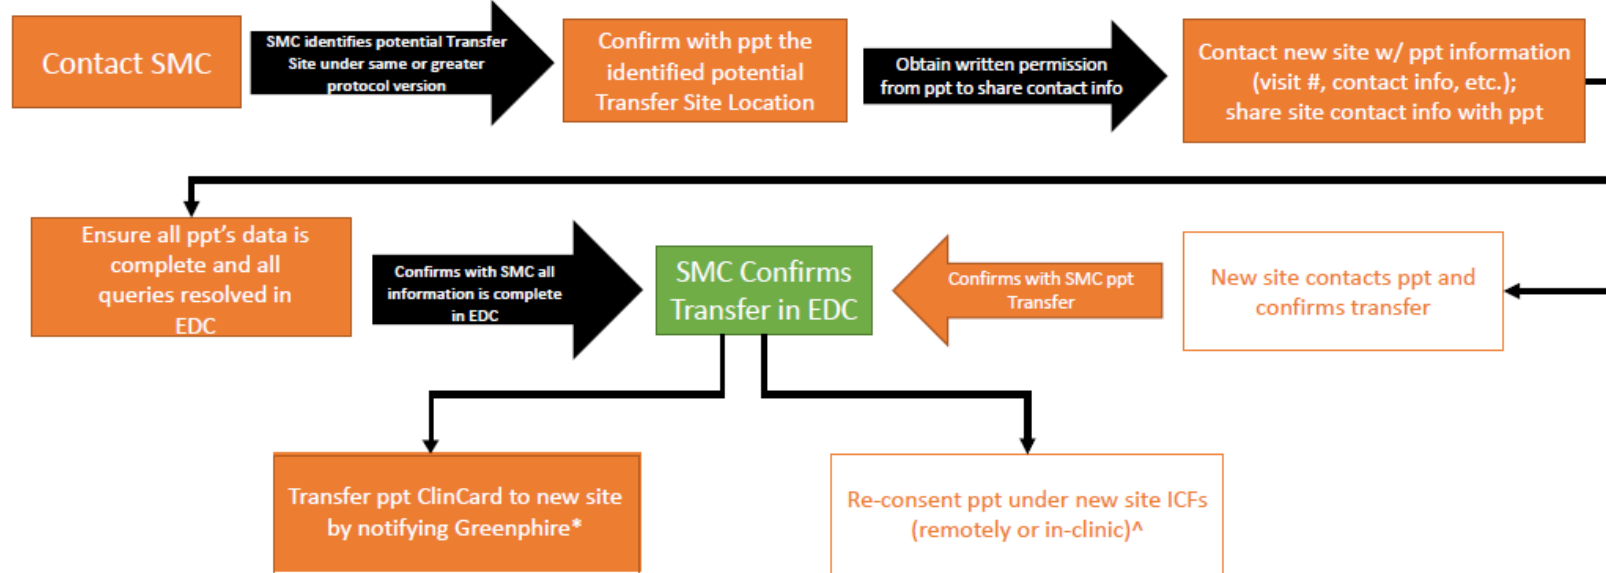 Contact SMC
SMC identifies potential Transfer
Site under same or greater
protocol version
Confirm with ppt the
identified potential
Transfer Site Location
Obtain written permission
from ppt to share contact info
Contact new site w/ ppt information
(visit #, contact info, etc.);
share site contact info with ppt
Ensure all ppt's data is
complete and all
queries resolved in
EDC
Confirms with SMC all
information is complete
in EDC
SMC Confirms
Transfer in EDC
Confirms with SMC ppt
Transfer
New site contacts ppt and
confirms transfer
Transfer ppt ClinCard to new site
by notifying Greenphire*
Re-consent ppt under new site ICFs
(remotely or in-clinic)^